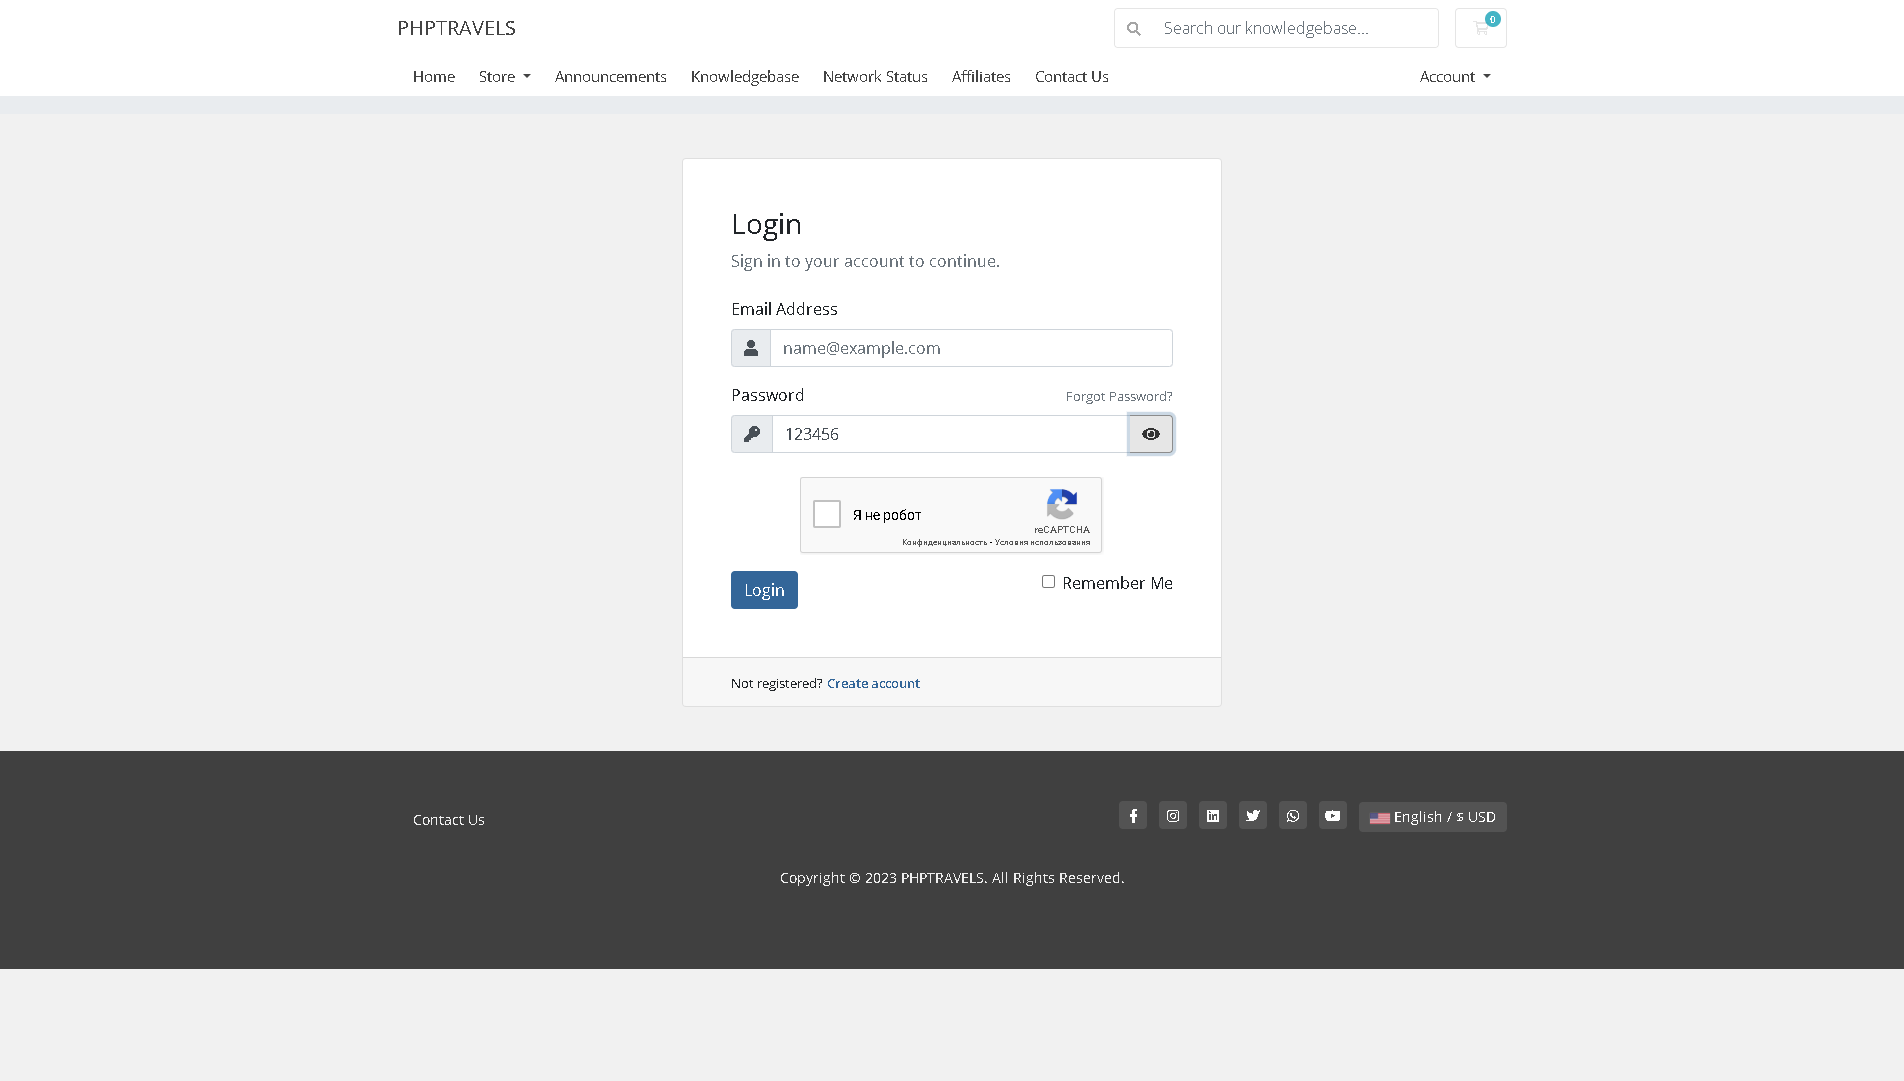 PHPTRAVELS
Search our knowledgebase...
0
Home Store Announcements Knowledgebase Network Status Affiliates Contact Us Account
Login
Sign in to your account to continue.
Email Address
name@example.com
Password Forgot Password?
123456
Я не робот
reCAPTCHA
Конфиденциальность - Условия использования
Login Remember Me
Not registered? Create account
Contact Us English / $ USD
Copyright © 2023 PHPTRAVELS. All Rights Reserved.